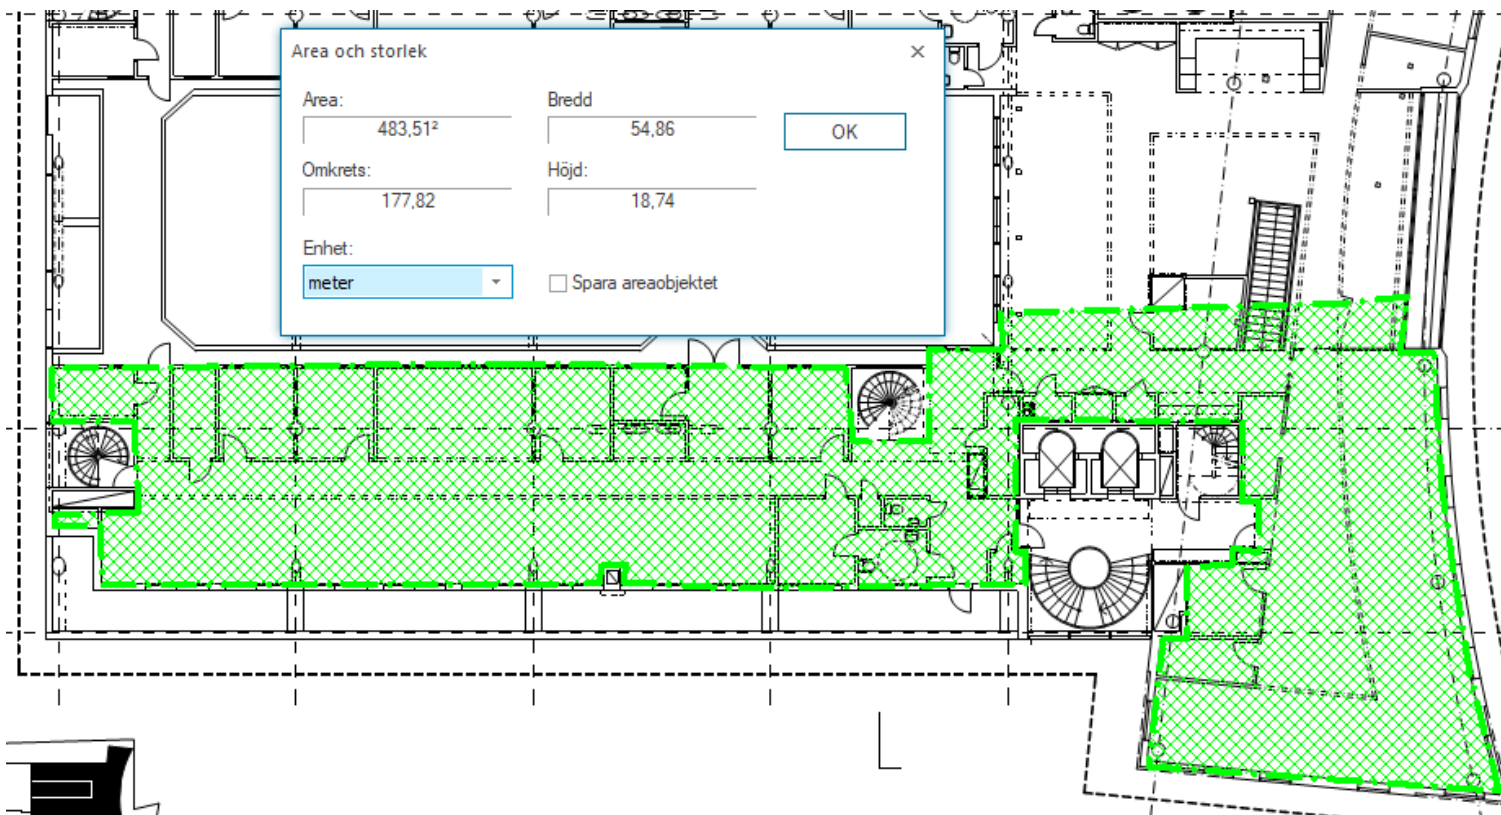 Area och storlek
Area:
Bredd
483,51²
54,86
OK
Omkrets:
Höjd:
177,82
18,74
Enhet:
meter
Spara areaobjektet